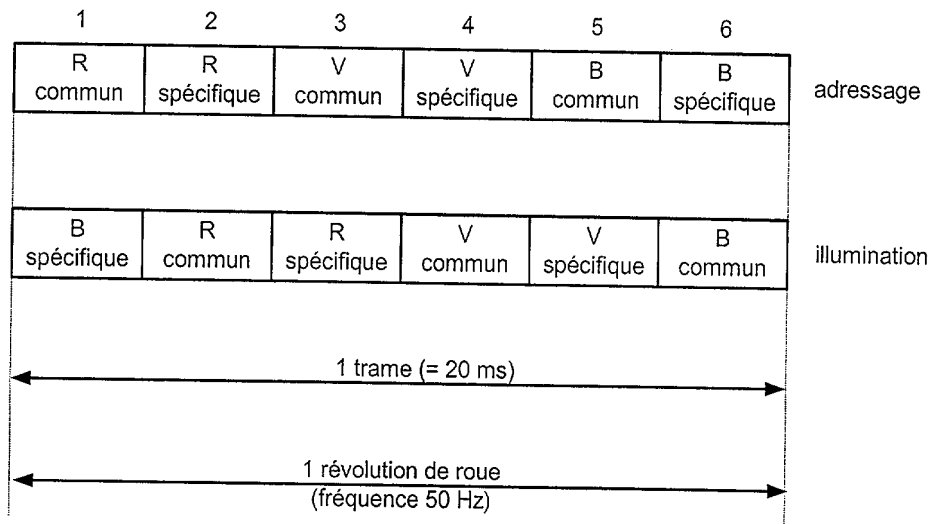 1 2 3 4 5 6
R R V V B B
commun spécifique commun spécifique commun spécifique
adressage
B R R V V B
spécifique commun spécifique commun spécifique commun
illumination
1 trame (= 20 ms)
1 révolution de roue
(fréquence 50 Hz)